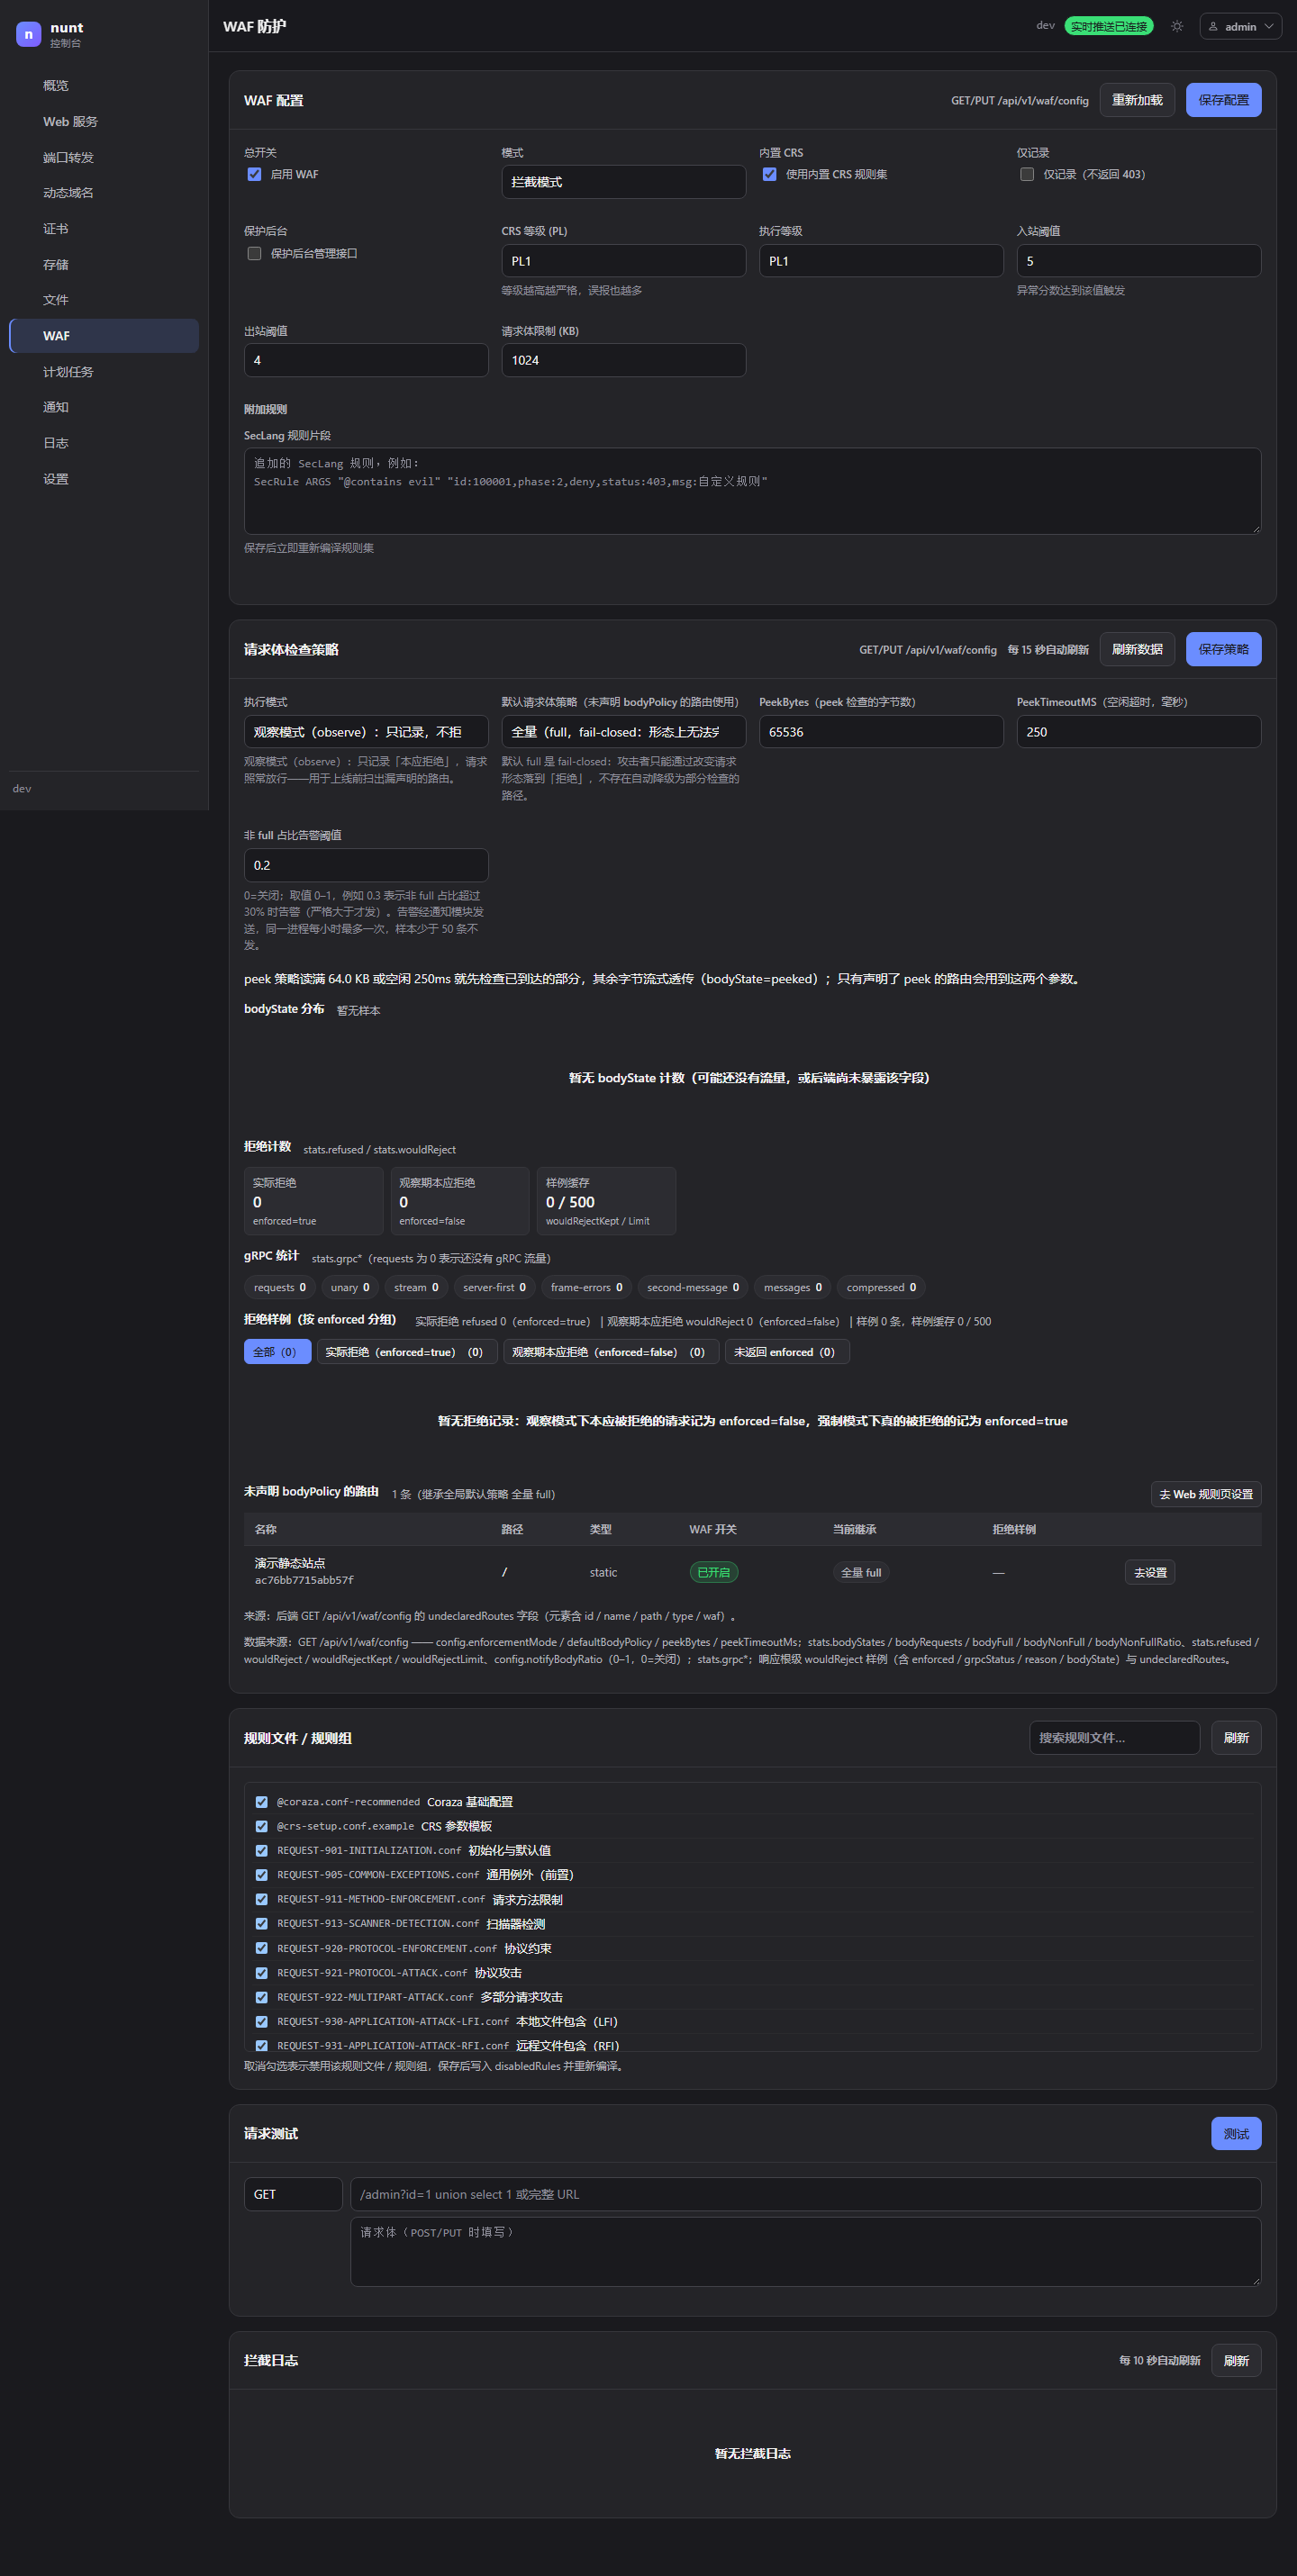 n nunt
控制台
WAF 防护
dev 实时推送已连接 admin
概览
Web 服务
端口转发
动态域名
证书
存储
文件
WAF
计划任务
通知
日志
设置
dev
WAF 配置 GET/PUT /api/v1/waf/config 重新加载 保存配置
总开关 模式 内置 CRS 仅记录
启用 WAF 拦截模式 使用内置 CRS 规则集 仅记录（不返回 403）
保护后台 CRS 等级 (PL) 执行等级 入站阈值
保护后台管理接口 PL1 PL1 5
等级越高越严格，误报也越多 异常分数达到该值触发
出站阈值 请求体限制 (KB)
4 1024
附加规则
SecLang 规则片段
追加的 SecLang 规则，例如：
SecRule ARGS "@contains evil" "id:100001,phase:2,deny,status:403,msg:自定义规则"
保存后立即重新编译规则集
请求体检查策略 GET/PUT /api/v1/waf/config 每 15 秒自动刷新 刷新数据 保存策略
执行模式 默认请求体策略（未声明 bodyPolicy 的路由使用） PeekBytes（peek 检查的字节数） PeekTimeoutMS（空闲超时，毫秒）
观察模式（observe）：只记录，不拒 全量（full，fail-closed：形态上无法完 65536 250
观察模式（observe）：只记录「本应拒绝」，请求
照常放行——用于上线前扫出漏声明的路由。
默认 full 是 fail-closed：攻击者只能通过改变请求
形态落到「拒绝」，不存在自动降级为部分检查的
路径。
非 full 占比告警阈值
0.2
0=关闭；取值 0–1，例如 0.3 表示非 full 占比超过
30% 时告警（严格大于才发）。告警经通知模块发
送，同一进程每小时最多一次，样本少于 50 条不
发。
peek 策略读满 64.0 KB 或空闲 250ms 就先检查已到达的部分，其余字节流式透传（bodyState=peeked）；只有声明了 peek 的路由会用到这两个参数。
bodyState 分布 暂无样本
暂无 bodyState 计数（可能还没有流量，或后端尚未暴露该字段）
拒绝计数 stats.refused / stats.wouldReject
实际拒绝 观察期本应拒绝 样例缓存
0 0 0 / 500
enforced=true enforced=false wouldRejectKept / Limit
gRPC 统计 stats.grpc*（requests 为 0 表示还没有 gRPC 流量）
requests 0 unary 0 stream 0 server-first 0 frame-errors 0 second-message 0 messages 0 compressed 0
拒绝样例（按 enforced 分组） 实际拒绝 refused 0（enforced=true）｜观察期本应拒绝 wouldReject 0（enforced=false）｜样例 0 条，样例缓存 0 / 500
全部（0） 实际拒绝（enforced=true）（0） 观察期本应拒绝（enforced=false）（0） 未返回 enforced（0）
暂无拒绝记录：观察模式下本应被拒绝的请求记为 enforced=false，强制模式下真的被拒绝的记为 enforced=true
未声明 bodyPolicy 的路由 1 条（继承全局默认策略 全量 full） 去 Web 规则页设置
名称 路径 类型 WAF 开关 当前继承 拒绝样例
演示静态站点 / static 已开启 全量 full — 去设置
ac76bb7715abb57f
来源：后端 GET /api/v1/waf/config 的 undeclaredRoutes 字段（元素含 id / name / path / type / waf）。
数据来源：GET /api/v1/waf/config —— config.enforcementMode / defaultBodyPolicy / peekBytes / peekTimeoutMs；stats.bodyStates / bodyRequests / bodyFull / bodyNonFull / bodyNonFullRatio、stats.refused /
wouldReject / wouldRejectKept / wouldRejectLimit、config.notifyBodyRatio（0–1，0=关闭）；stats.grpc*；响应根级 wouldReject 样例（含 enforced / grpcStatus / reason / bodyState）与 undeclaredRoutes。
规则文件 / 规则组 搜索规则文件... 刷新
@coraza.conf-recommended Coraza 基础配置
@crs-setup.conf.example CRS 参数模板
REQUEST-901-INITIALIZATION.conf 初始化与默认值
REQUEST-905-COMMON-EXCEPTIONS.conf 通用例外（前置）
REQUEST-911-METHOD-ENFORCEMENT.conf 请求方法限制
REQUEST-913-SCANNER-DETECTION.conf 扫描器检测
REQUEST-920-PROTOCOL-ENFORCEMENT.conf 协议约束
REQUEST-921-PROTOCOL-ATTACK.conf 协议攻击
REQUEST-922-MULTIPART-ATTACK.conf 多部分请求攻击
REQUEST-930-APPLICATION-ATTACK-LFI.conf 本地文件包含（LFI）
REQUEST-931-APPLICATION-ATTACK-RFI.conf 远程文件包含（RFI）
取消勾选表示禁用该规则文件 / 规则组，保存后写入 disabledRules 并重新编译。
请求测试 测试
GET /admin?id=1 union select 1 或完整 URL
请求体（POST/PUT 时填写）
拦截日志 每 10 秒自动刷新 刷新
暂无拦截日志